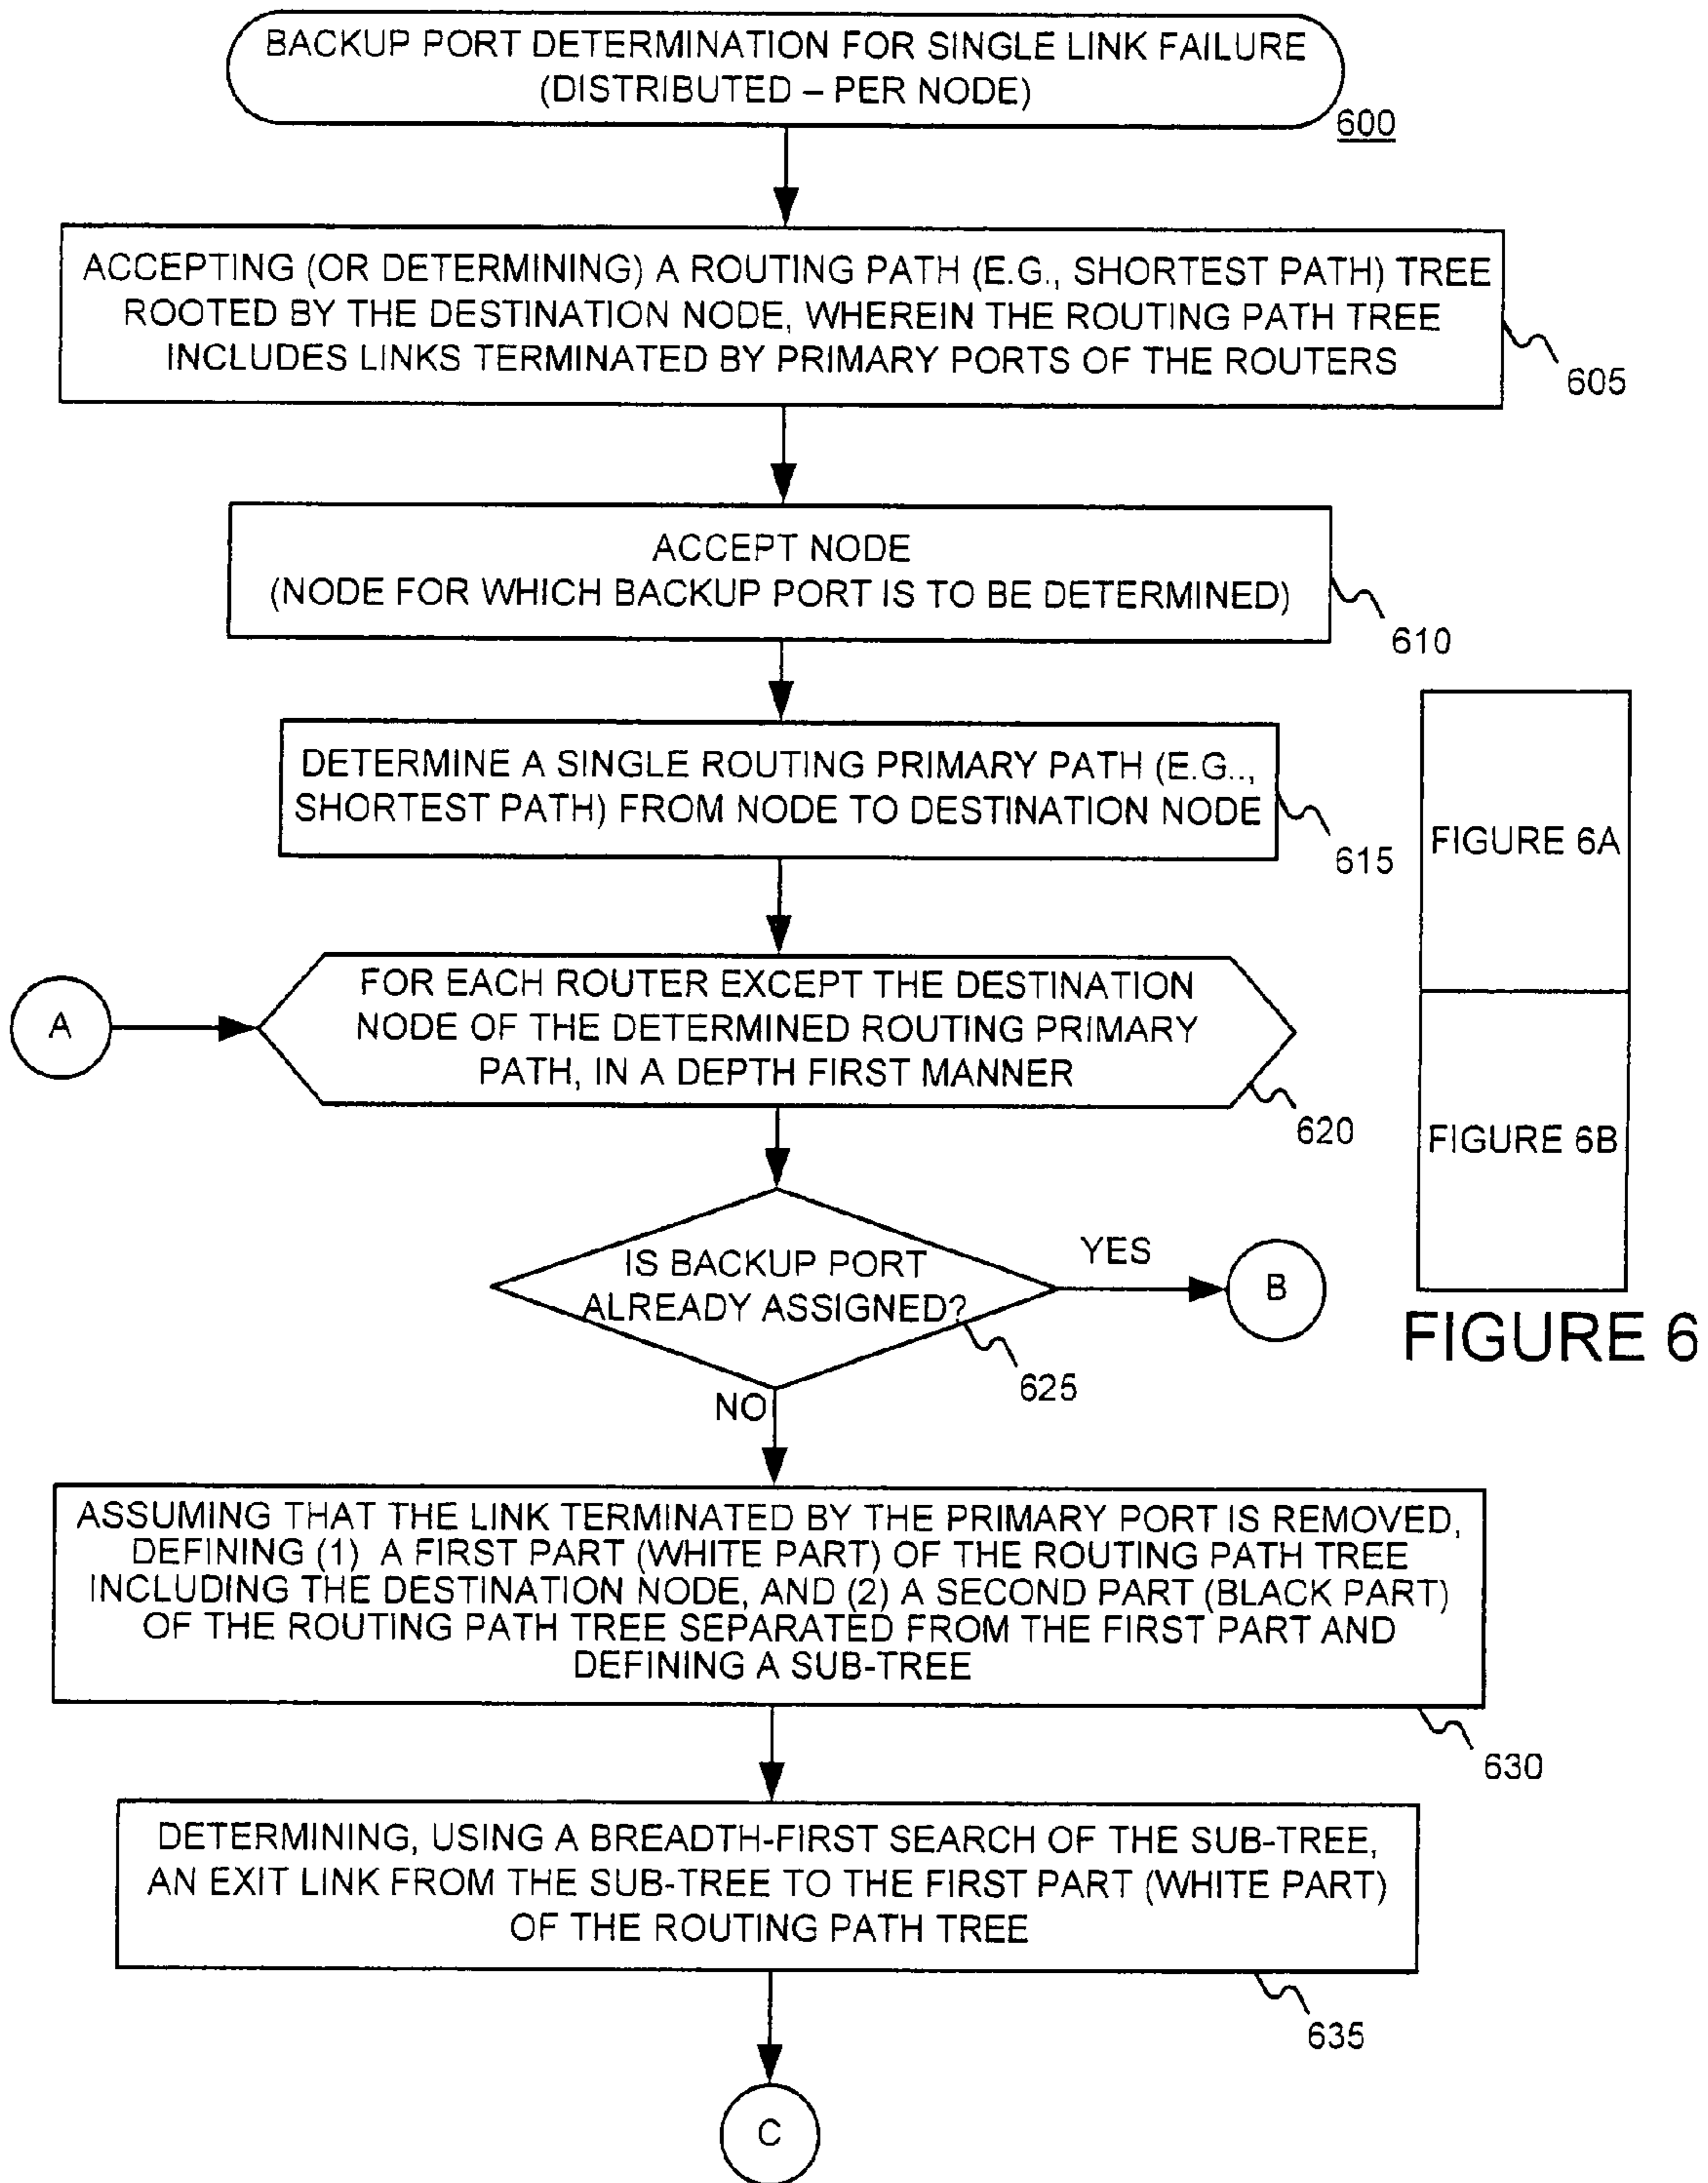 BACKUP PORT DETERMINATION FOR SINGLE LINK FAILURE
(DISTRIBUTED – PER NODE)
600
ACCEPTING (OR DETERMINING) A ROUTING PATH (E.G., SHORTEST PATH) TREE
ROOTED BY THE DESTINATION NODE, WHEREIN THE ROUTING PATH TREE
INCLUDES LINKS TERMINATED BY PRIMARY PORTS OF THE ROUTERS
605
ACCEPT NODE
(NODE FOR WHICH BACKUP PORT IS TO BE DETERMINED)
610
DETERMINE A SINGLE ROUTING PRIMARY PATH (E.G..,
SHORTEST PATH) FROM NODE TO DESTINATION NODE
615
A
FOR EACH ROUTER EXCEPT THE DESTINATION
NODE OF THE DETERMINED ROUTING PRIMARY
PATH, IN A DEPTH FIRST MANNER
620
IS BACKUP PORT
ALREADY ASSIGNED?
625
YES
B
NO
ASSUMING THAT THE LINK TERMINATED BY THE PRIMARY PORT IS REMOVED,
DEFINING (1) A FIRST PART (WHITE PART) OF THE ROUTING PATH TREE
INCLUDING THE DESTINATION NODE, AND (2) A SECOND PART (BLACK PART)
OF THE ROUTING PATH TREE SEPARATED FROM THE FIRST PART AND
DEFINING A SUB-TREE
630
DETERMINING, USING A BREADTH-FIRST SEARCH OF THE SUB-TREE,
AN EXIT LINK FROM THE SUB-TREE TO THE FIRST PART (WHITE PART)
OF THE ROUTING PATH TREE
635
C
FIGURE 6A
FIGURE 6B
FIGURE 6